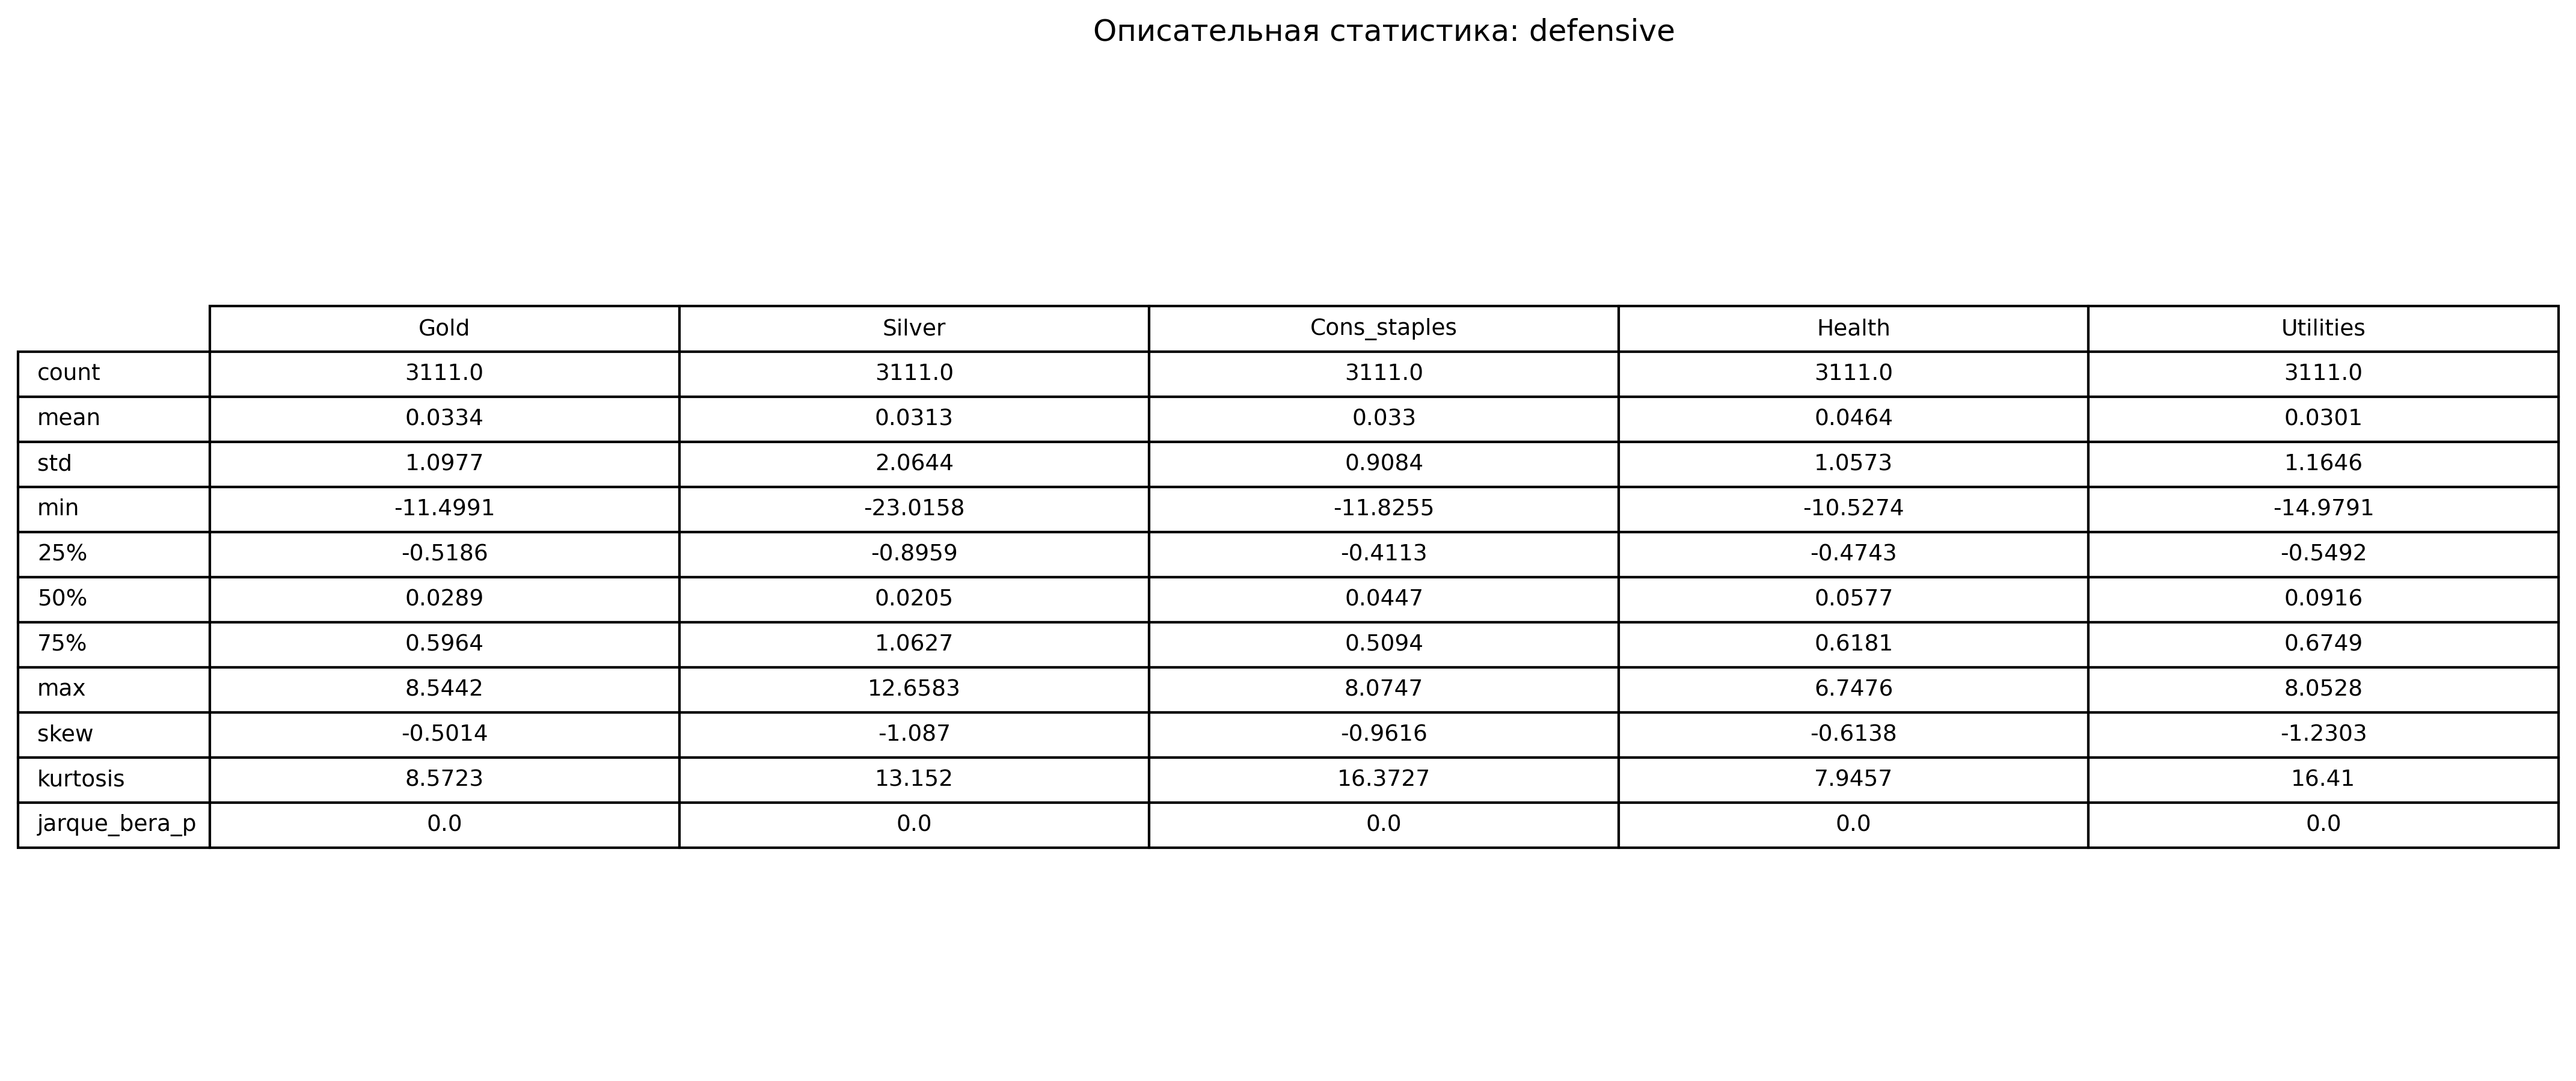 Описательная статистика: defensive
Gold Silver Cons_staples Health Utilities
count 3111.0 3111.0 3111.0 3111.0 3111.0
mean 0.0334 0.0313 0.033 0.0464 0.0301
std 1.0977 2.0644 0.9084 1.0573 1.1646
min -11.4991 -23.0158 -11.8255 -10.5274 -14.9791
25% -0.5186 -0.8959 -0.4113 -0.4743 -0.5492
50% 0.0289 0.0205 0.0447 0.0577 0.0916
75% 0.5964 1.0627 0.5094 0.6181 0.6749
max 8.5442 12.6583 8.0747 6.7476 8.0528
skew -0.5014 -1.087 -0.9616 -0.6138 -1.2303
kurtosis 8.5723 13.152 16.3727 7.9457 16.41
jarque_bera_p 0.0 0.0 0.0 0.0 0.0